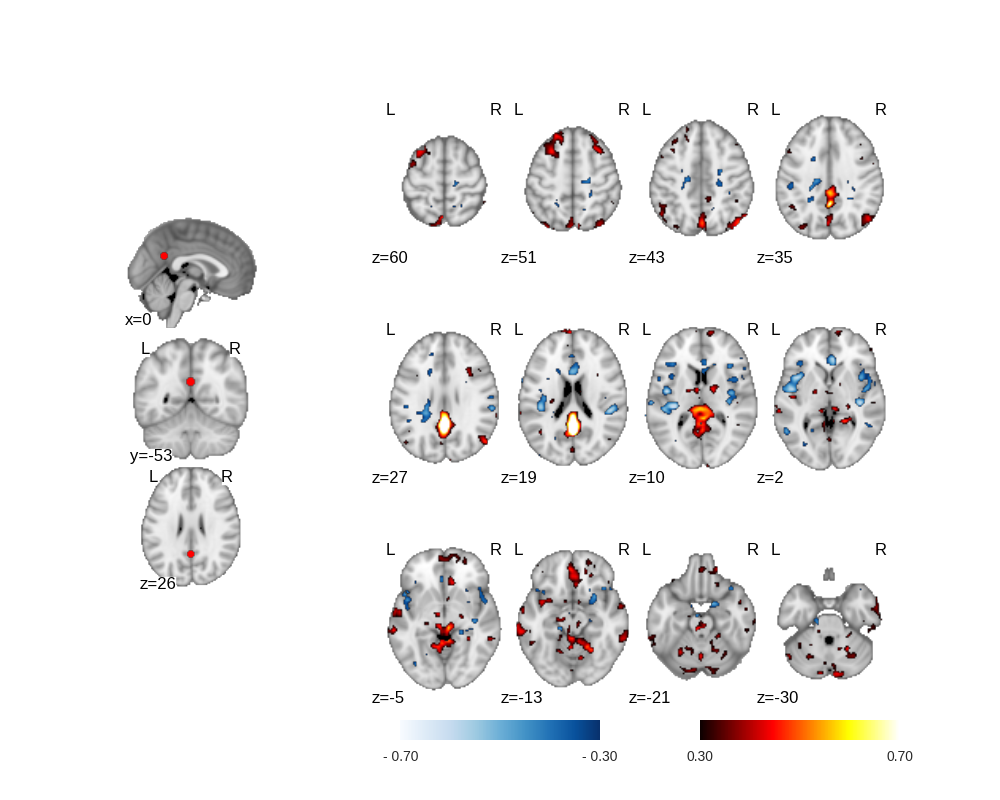 L R L R L R L R
z=60 z=51 z=43 z=35
x=0
L R
y=-53
L R
z=26
L R L R L R L R
z=27 z=19 z=10 z=2
L R L R L R L R
z=-5 z=-13 z=-21 z=-30
- 0.70 - 0.30 0.30 0.70